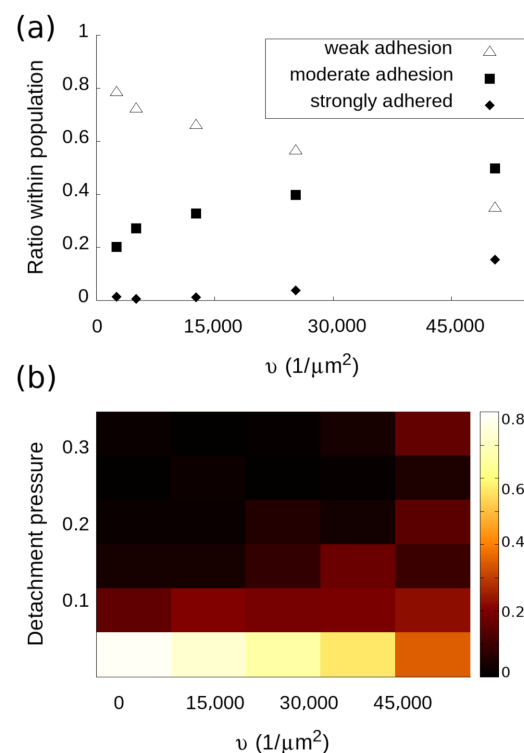 (a)
Ratio within population
1
0.8
0.6
0.4
0.2
0
weak adhesion
moderate adhesion
strongly adhered
0 15,000 30,000 45,000
υ (1/μm²)
(b)
Detachment pressure
0.3
0.2
0.1
0.8
0.6
0.4
0.2
0
0 15,000 30,000 45,000
υ (1/μm²)